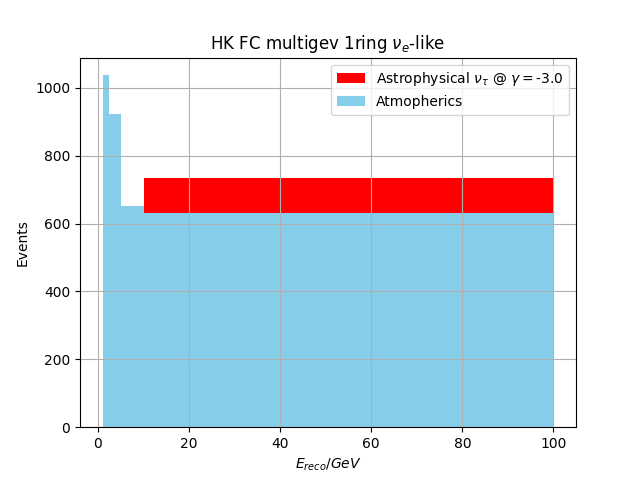 HK FC multigev 1ring νe-like
Astrophysical ντ @ γ = -3.0
Atmopherics
1000
800
600
400
200
0
Events
0 20 40 60 80 100
Ereco/GeV